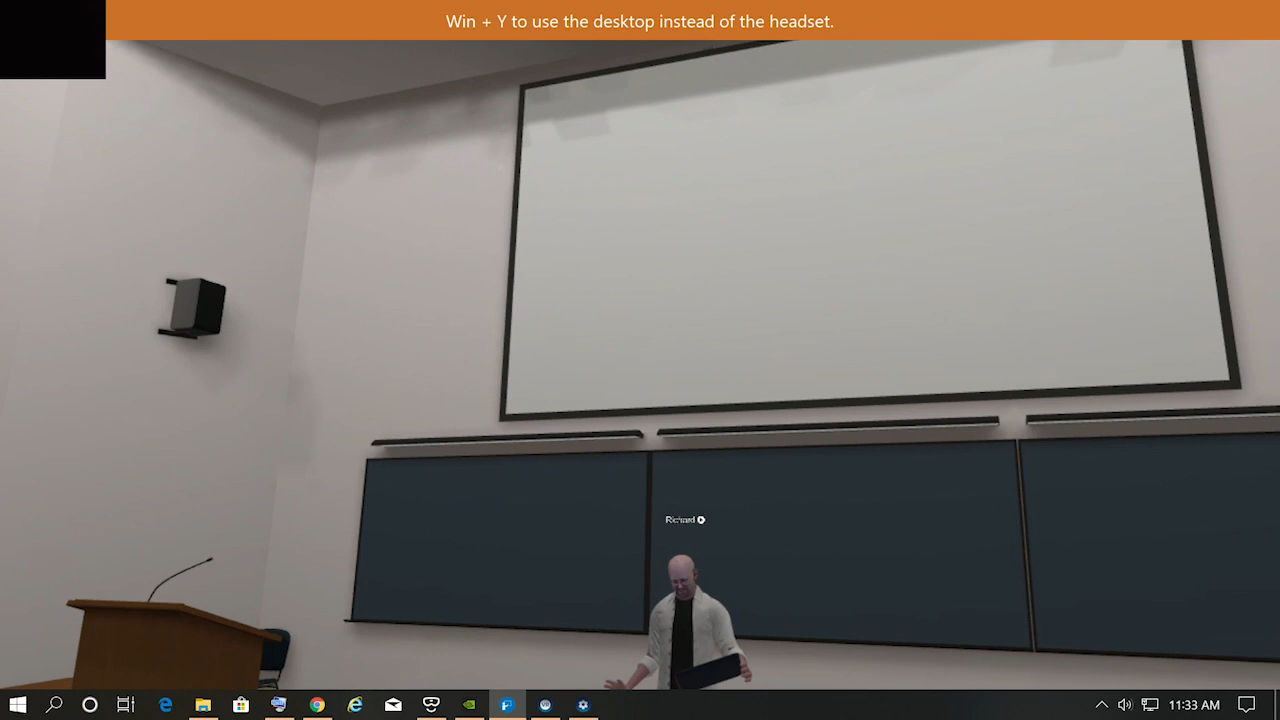 Win + Y to use the desktop instead of the headset.
Richard
11:33 AM